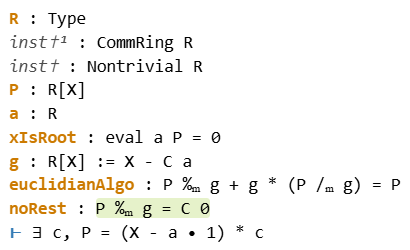 R : Type
inst✝¹ : CommRing R
inst✝ : Nontrivial R
P : R[X]
a : R
xIsRoot : eval a P = 0
g : R[X] := X - C a
euclidianAlgo : P %ₘ g + g * (P /ₘ g) = P
noRest : P %ₘ g = C 0
⊢ ∃ c, P = (X - a • 1) * c